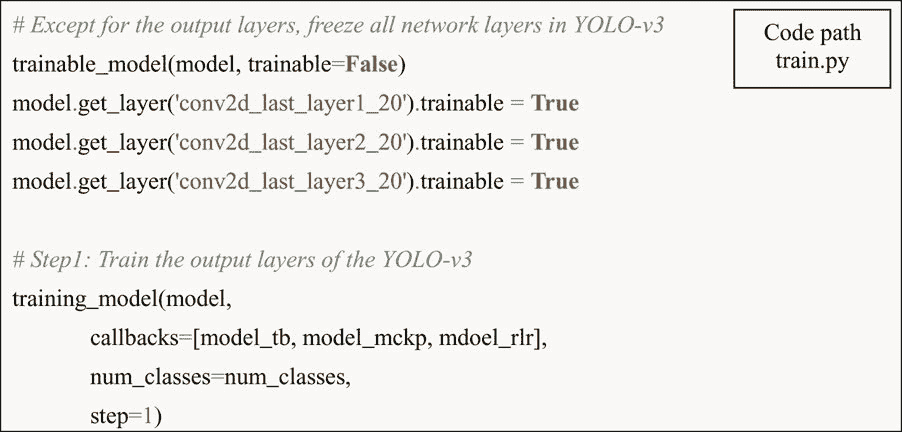 # Except for the output layers, freeze all network layers in YOLO-v3
trainable_model(model, trainable=False)
model.get_layer('conv2d_last_layer1_20').trainable = True
model.get_layer('conv2d_last_layer2_20').trainable = True
model.get_layer('conv2d_last_layer3_20').trainable = True
# Step1: Train the output layers of the YOLO-v3
training_model(model,
callbacks=[model_tb, model_mckp, mdoel_rlr],
num_classes=num_classes,
step=1)
Code path
train.py